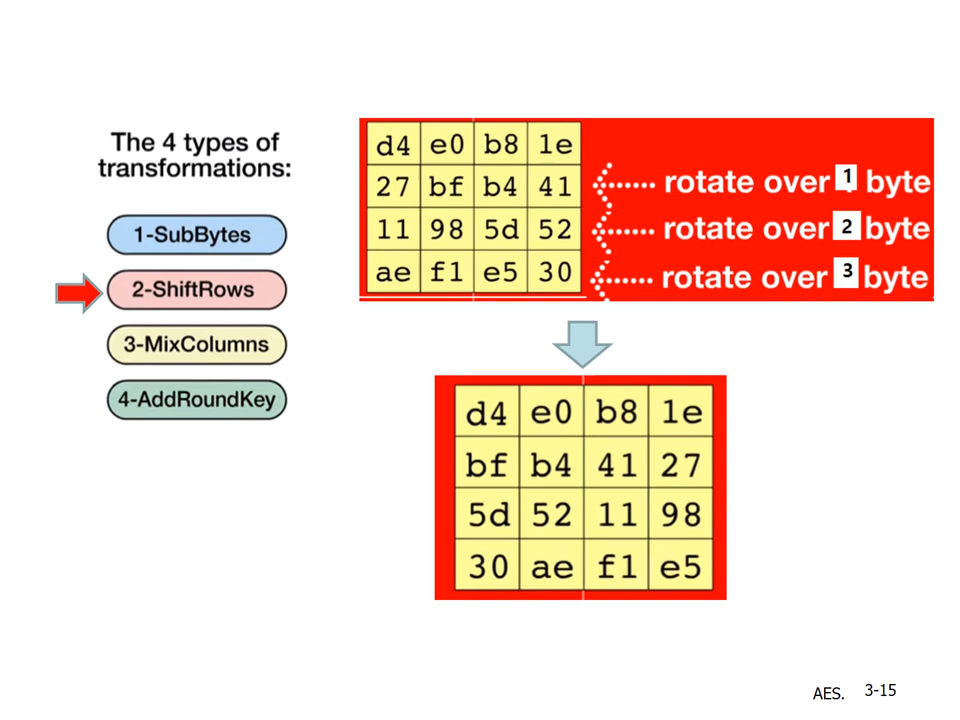 The 4 types of
transformations:
1-SubBytes
2-ShiftRows
3-MixColumns
4-AddRoundKey
d4 e0 b8 1e
27 bf b4 41
11 98 5d 52
ae f1 e5 30
rotate over 1 byte
rotate over 2 byte
rotate over 3 byte
d4 e0 b8 1e
bf b4 41 27
5d 52 11 98
30 ae f1 e5
AES. 3-15